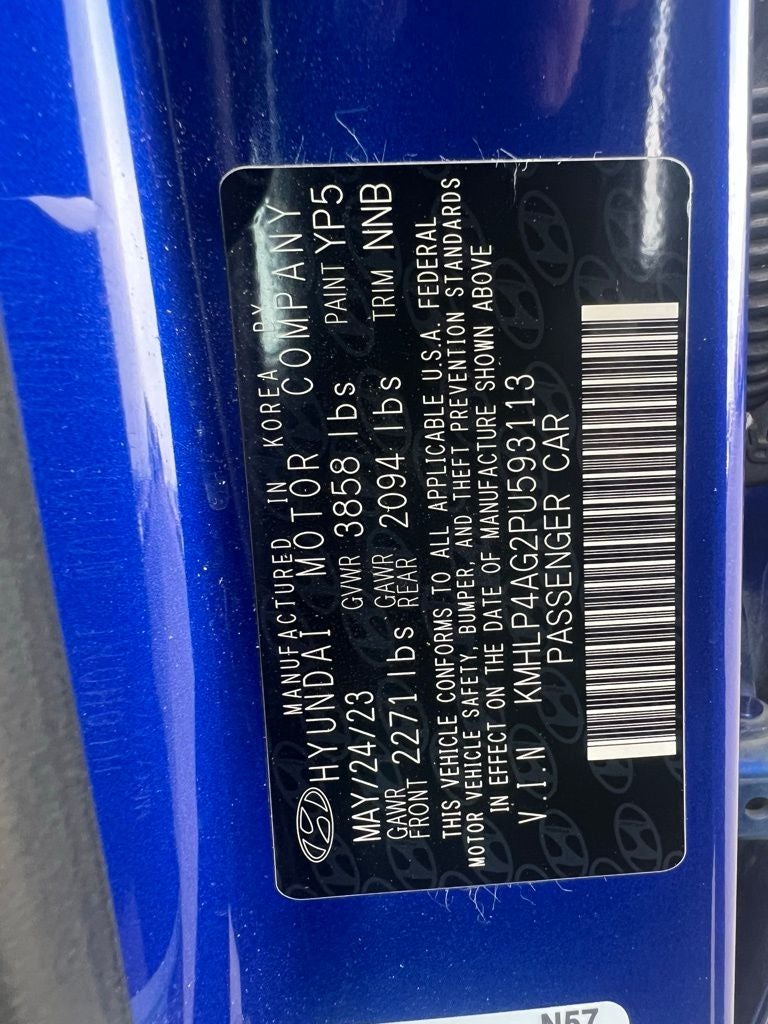 MANUFACTURED IN KOREA BY
HYUNDAI MOTOR COMPANY
MAY/24/23 GVWR 3858 lbs PAINT YP5
GAWR FRONT 2271 lbs GAWR REAR 2094 lbs TRIM NNB
THIS VEHICLE CONFORMS TO ALL APPLICABLE U.S.A. FEDERAL
MOTOR VEHICLE SAFETY, BUMPER, AND THEFT PREVENTION STANDARDS
IN EFFECT ON THE DATE OF MANUFACTURE SHOWN ABOVE
V.I.N KMHLP4AG2PU593113
PASSENGER CAR
N57